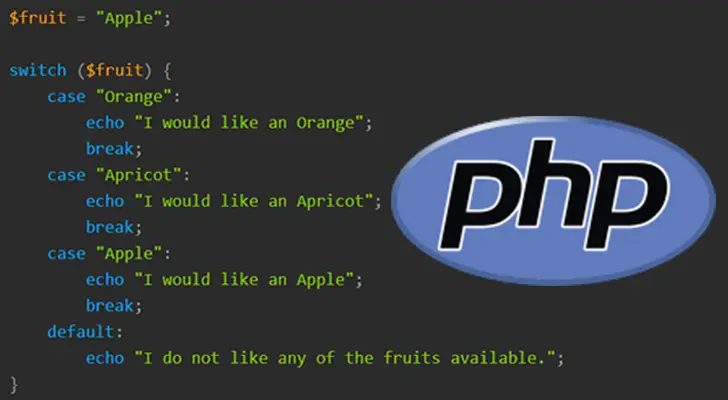 $fruit = "Apple";
switch ($fruit) {
    case "Orange":
        echo "I would like an Orange";
        break;
    case "Apricot":
        echo "I would like an Apricot";
        break;
    case "Apple":
        echo "I would like an Apple";
        break;
    default:
        echo "I do not like any of the fruits available.";
}
php